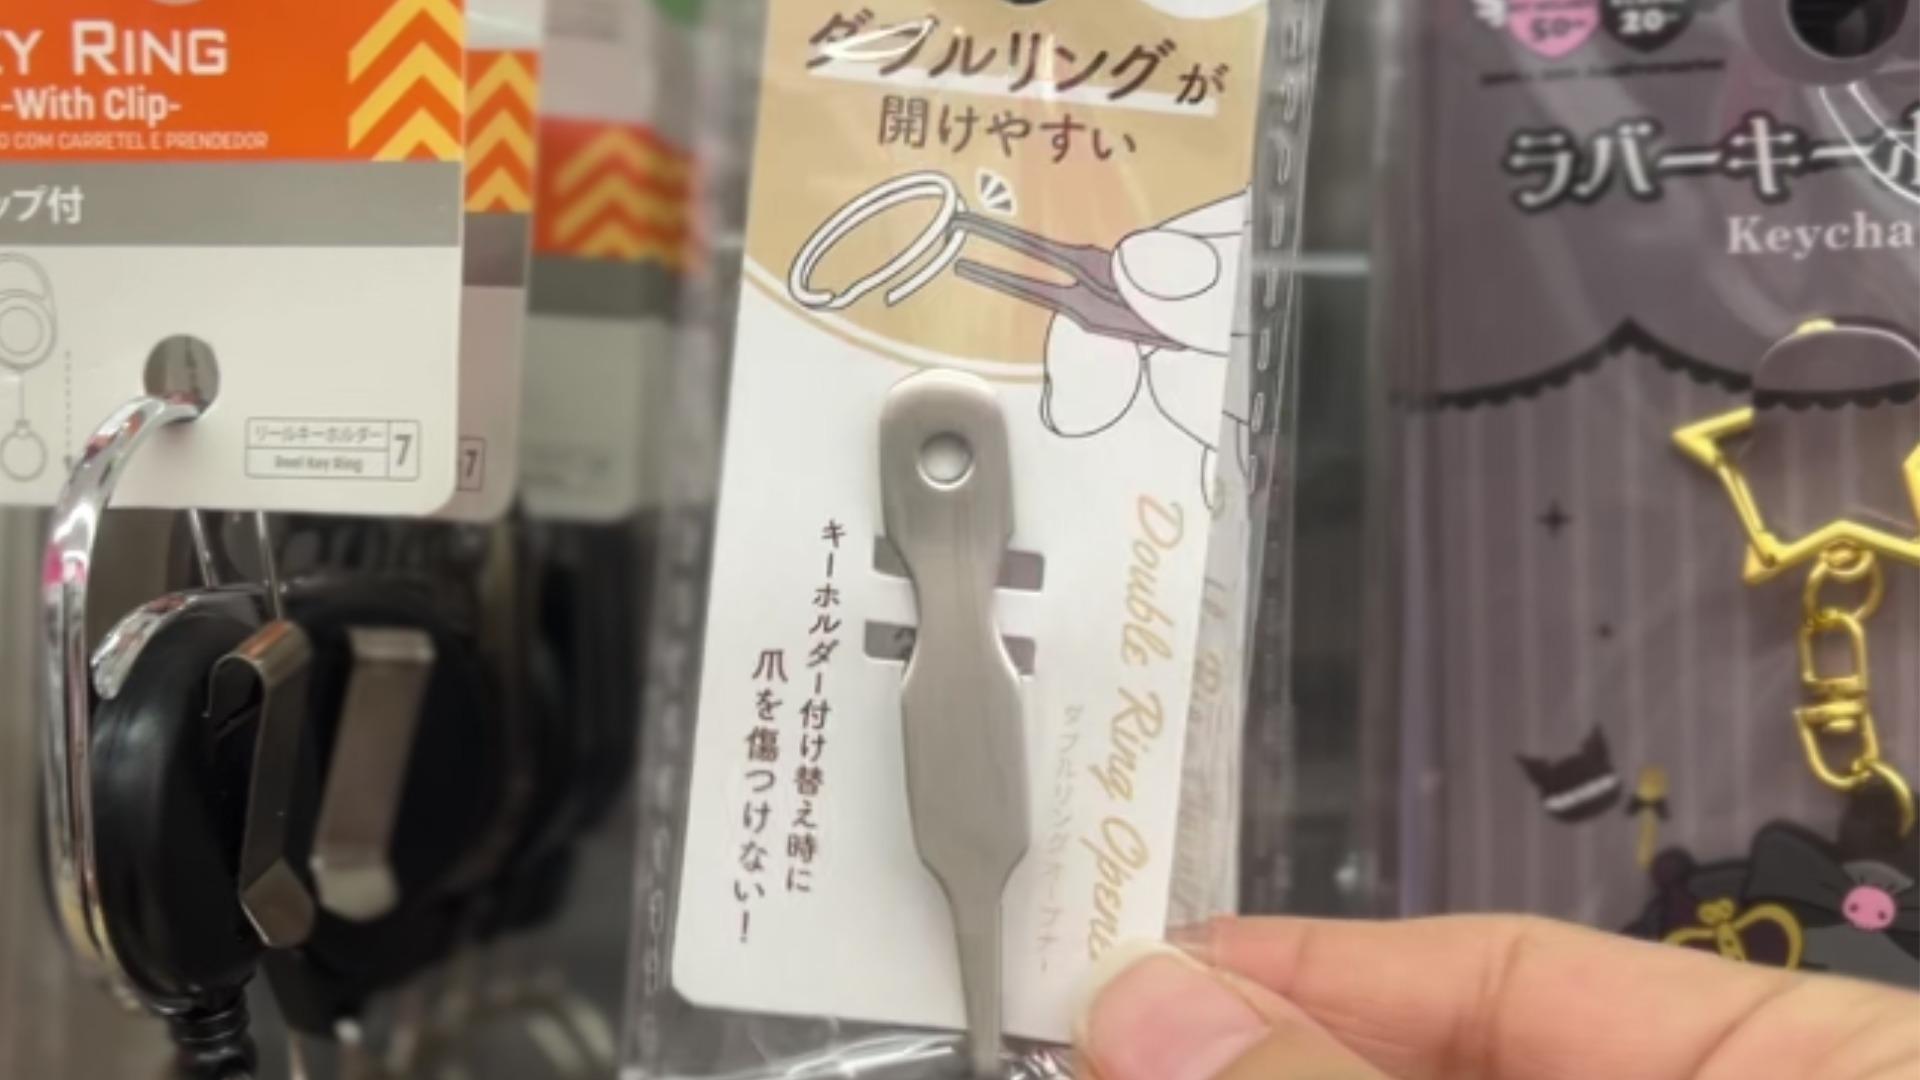 Y RING
-With Clip-
O COM CARRETEL E PRENDEDOR
ップ付
リールキーホルダー
Reel Key Ring
7
7
ダブルリングが
開けやすい
キーホルダー付け替え時に
爪を傷つけない!
Double Ring Opene
ダブルリングオープナー
50
20
ラバーキーホ
Keycha